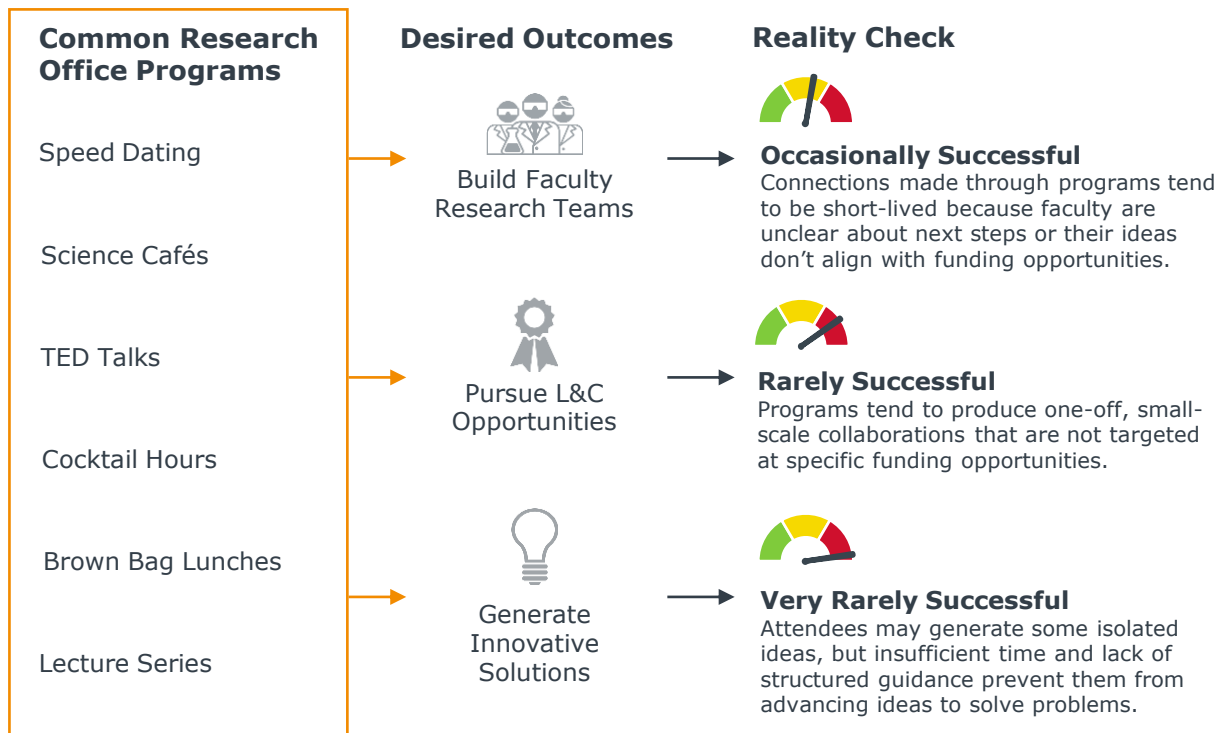 Common Research
Office Programs
Speed Dating
Science Cafés
TED Talks
Cocktail Hours
Brown Bag Lunches
Lecture Series
Desired Outcomes
Build Faculty
Research Teams
Pursue L&C
Opportunities
Generate
Innovative
Solutions
Reality Check
Occasionally Successful
Connections made through programs tend
to be short-lived because faculty are
unclear about next steps or their ideas
don’t align with funding opportunities.
Rarely Successful
Programs tend to produce one-off, small-
scale collaborations that are not targeted
at specific funding opportunities.
Very Rarely Successful
Attendees may generate some isolated
ideas, but insufficient time and lack of
structured guidance prevent them from
advancing ideas to solve problems.